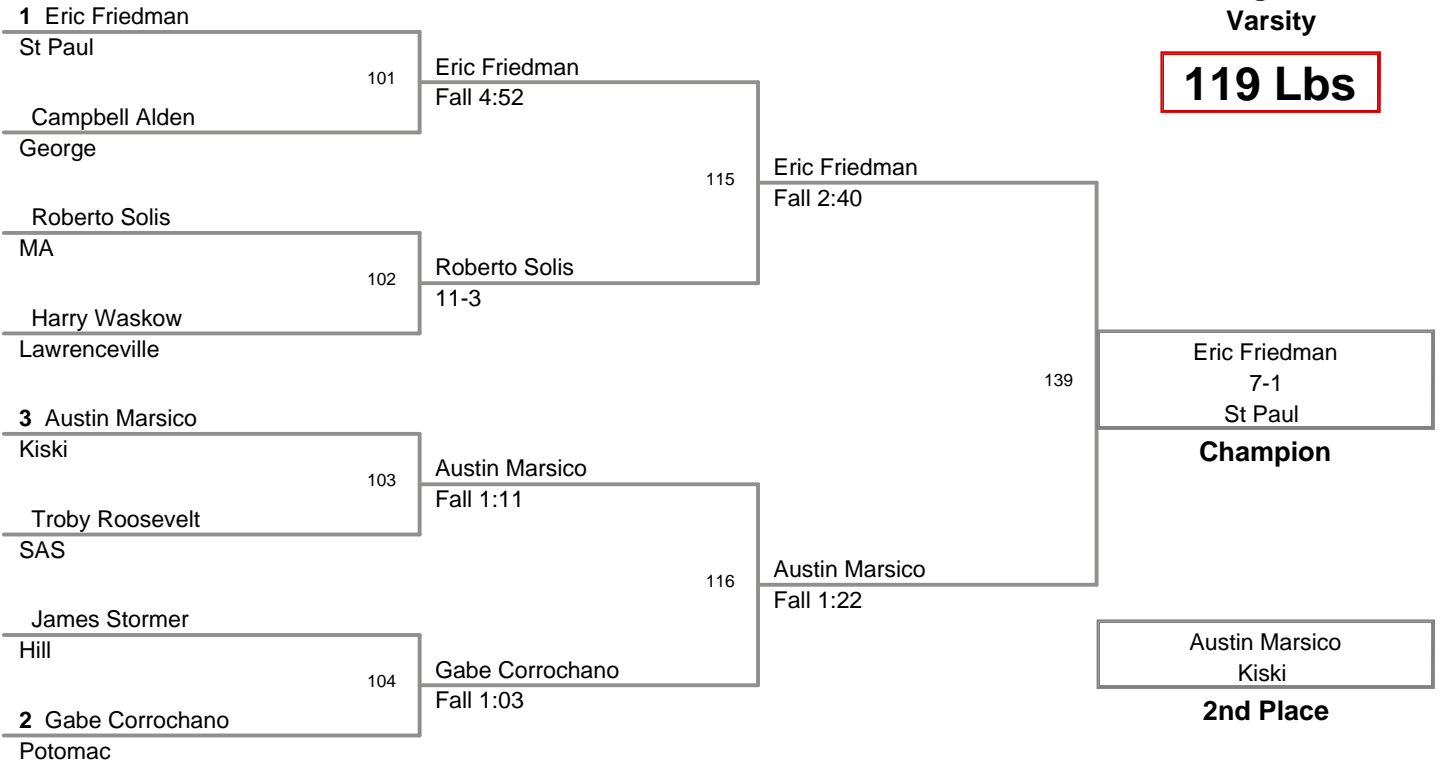 Varsity
119 Lbs
1 Eric Friedman
St Paul
101
Campbell Alden
George
Eric Friedman
Fall 4:52
Roberto Solis
MA
102
Harry Waskow
Lawrenceville
Roberto Solis
11-3
115
Eric Friedman
Fall 2:40
3 Austin Marsico
Kiski
103
Troby Roosevelt
SAS
Austin Marsico
Fall 1:11
James Stormer
Hill
104
2 Gabe Corrochano
Potomac
Gabe Corrochano
Fall 1:03
116
Austin Marsico
Fall 1:22
139
Eric Friedman
7-1
St Paul
Champion
Austin Marsico
Kiski
2nd Place